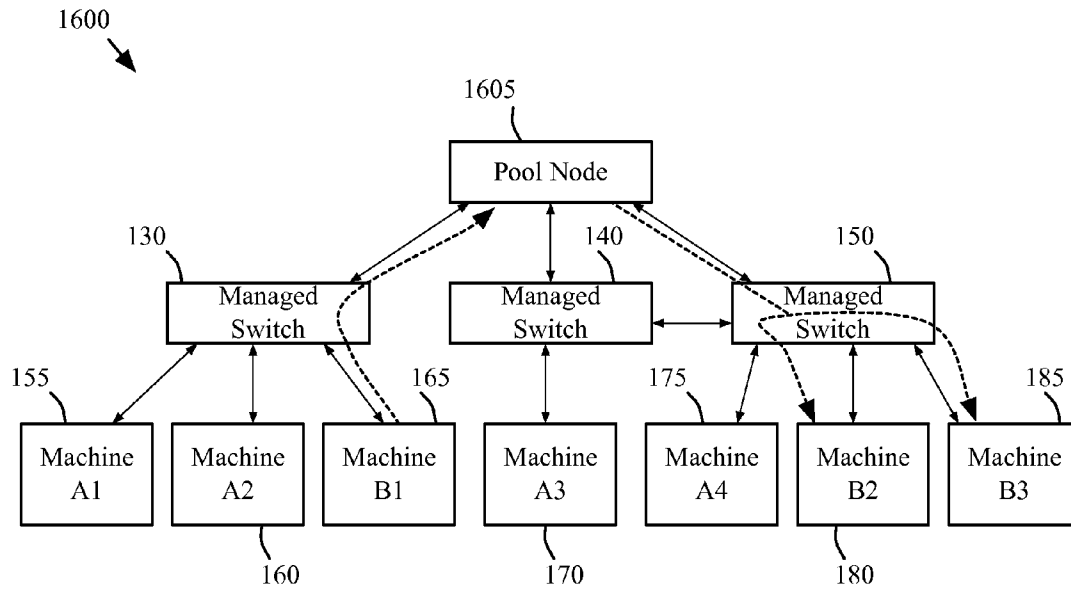 1600
1605
Pool Node
130
140
150
Managed
Switch
Managed
Switch
Managed
Switch
155
165
175
185
Machine
A1
Machine
A2
Machine
B1
Machine
A3
Machine
A4
Machine
B2
Machine
B3
160
170
180